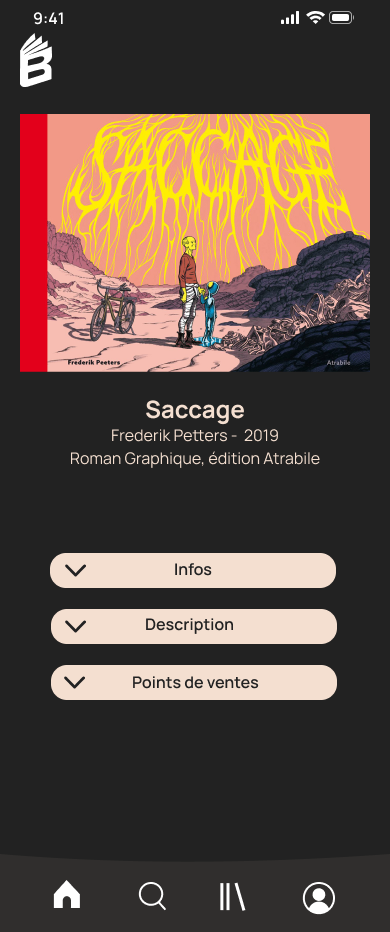 9:41
B
SACCAGE
Frederik Peeters
Atrabile
Saccage
Frederik Petters - 2019
Roman Graphique, édition Atrabile
Infos
Description
Points de ventes